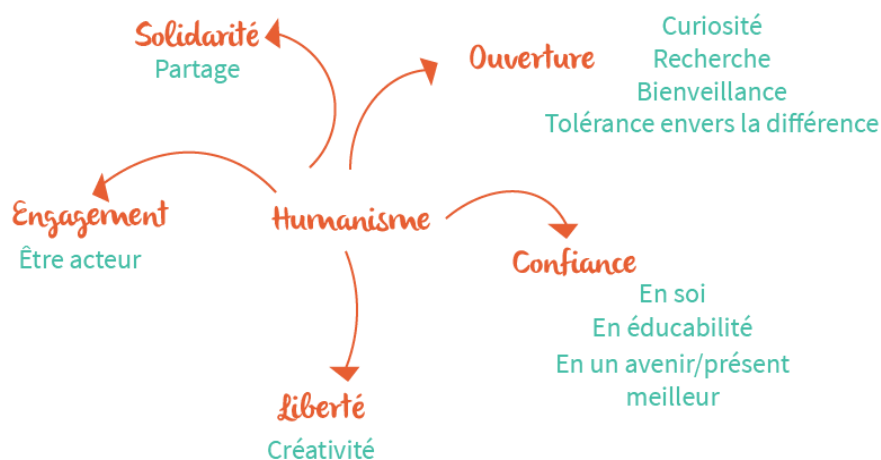 Solidarité
Partage
Ouverture
Curiosité
Recherche
Bienveillance
Tolérance envers la différence
Engagement
Être acteur
Humanisme
Confiance
En soi
En éducabilité
En un avenir/présent
meilleur
Liberté
Créativité